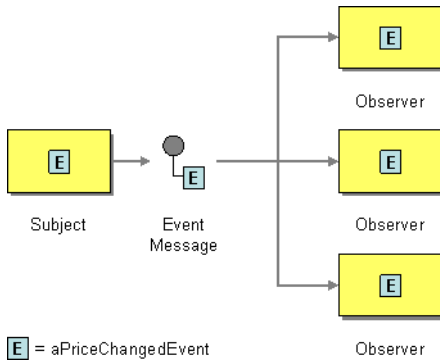 E
Observer
E
E
E
Subject
Event
Message
Observer
E
E = aPriceChangedEvent
Observer